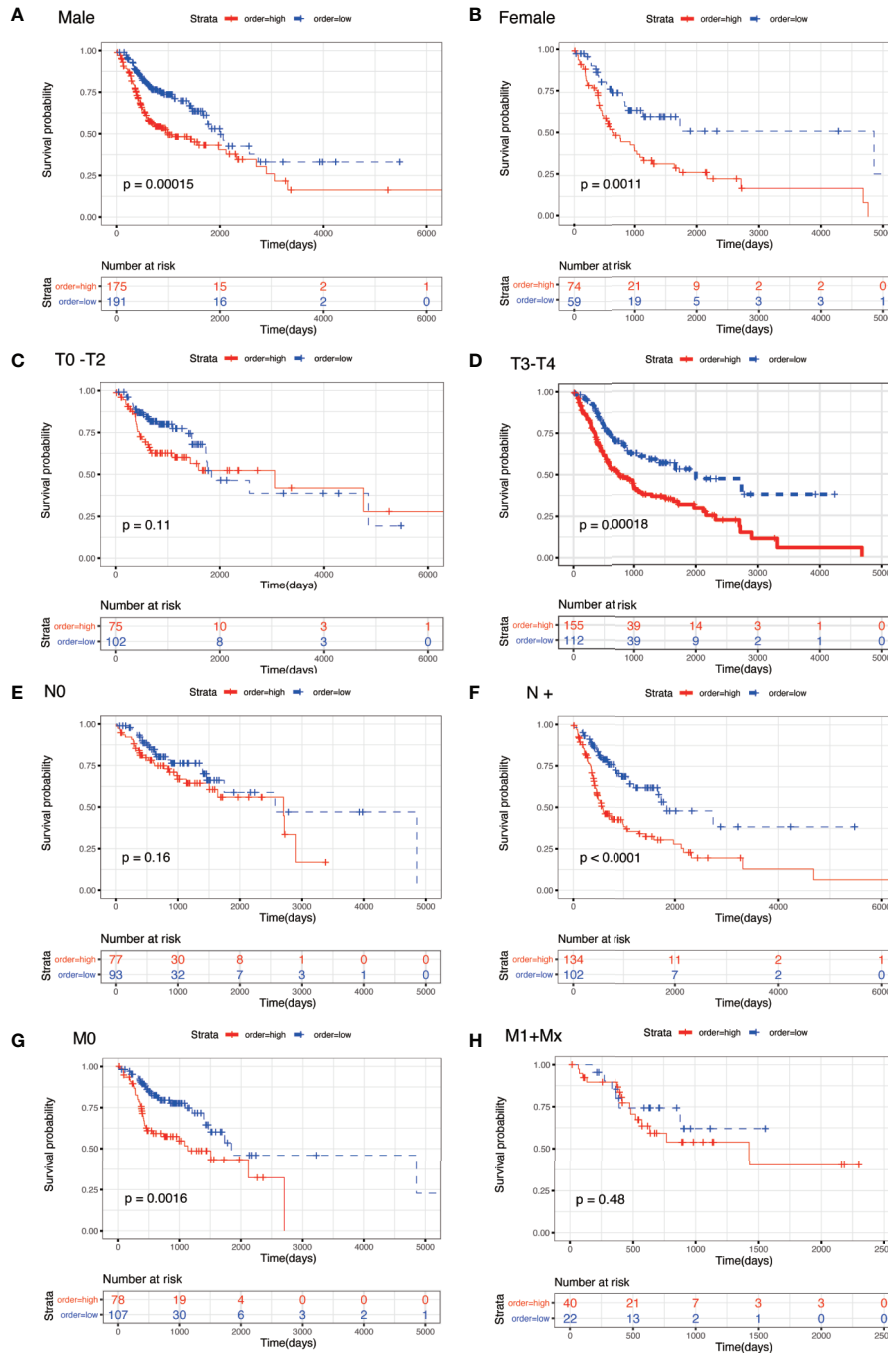 A Male
Strata order=high order=low
Survival probability
1.00
0.75
0.50
0.25
0.00
p = 0.00015
0 2000 4000 6000
Time(days)
Number at risk
Strata
order=high 175 15 2 1
order=low 191 16 2 0
0 2000 4000 6000
Time(days)
B Female
Strata order=high order=low
Survival probability
1.00
0.75
0.50
0.25
0.00
p = 0.0011
0 1000 2000 3000 4000 5000
Time(days)
Number at risk
Strata
order=high 74 21 9 2 2 0
order=low 59 19 5 3 3 1
0 1000 2000 3000 4000 5000
Time(days)
C T0 -T2
Strata order=high order=low
Survival probability
1.00
0.75
0.50
0.25
0.00
p = 0.11
0 2000 4000 6000
Time(days)
Number at risk
Strata
order=high 75 10 3 1
order=low 102 8 3 0
0 2000 4000 6000
Time(days)
D T3-T4
Strata order=high order=low
Survival probability
1.00
0.75
0.50
0.25
0.00
p = 0.00018
0 1000 2000 3000 4000 5000
Time(days)
Number at risk
Strata
order=high 155 39 14 3 1 0
order=low 112 39 9 2 1 0
0 1000 2000 3000 4000 5000
Time(days)
E N0
Strata order=high order=low
Survival probability
1.00
0.75
0.50
0.25
0.00
p = 0.16
0 1000 2000 3000 4000 5000
Time(days)
Number at risk
Strata
order=high 77 30 8 1 0 0
order=low 93 32 7 3 1 0
0 1000 2000 3000 4000 5000
Time(days)
F N +
Strata order=high order=low
Survival probability
1.00
0.75
0.50
0.25
0.00
p < 0.0001
0 2000 4000 6000
Time(days)
Number at risk
Strata
order=high 134 11 2 1
order=low 102 7 2 0
0 2000 4000 6000
Time(days)
G M0
Strata order=high order=low
Survival probability
1.00
0.75
0.50
0.25
0.00
p = 0.0016
0 1000 2000 3000 4000 5000
Time(days)
Number at risk
Strata
order=high 78 19 4 0 0 0
order=low 107 30 6 3 2 1
0 1000 2000 3000 4000 5000
Time(days)
H M1+Mx
Strata order=high order=low
Survival probability
1.00
0.75
0.50
0.25
0.00
p = 0.48
0 500 1000 1500 2000
Time(days)
Number at risk
Strata
order=high 40 21 7 3 3 0
order=low 22 13 2 1 0 0
0 500 1000 1500 2000
Time(days)